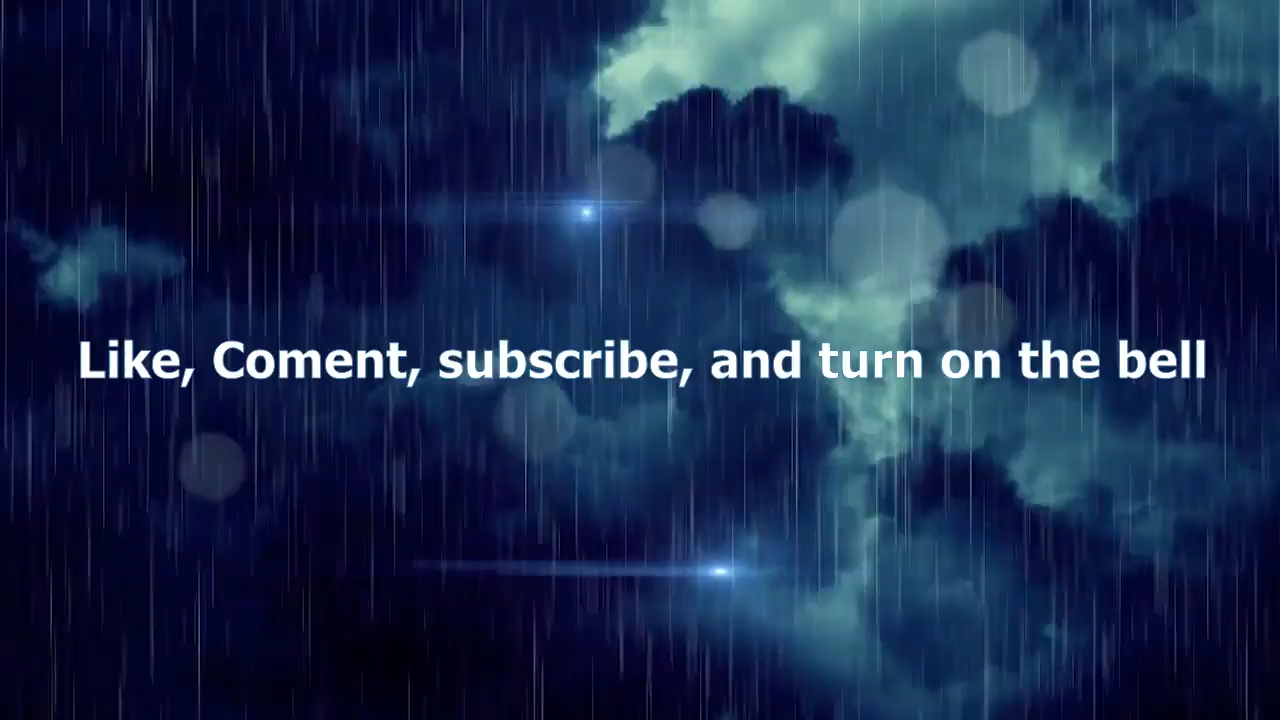 Like, Coment, subscribe, and turn on the bell